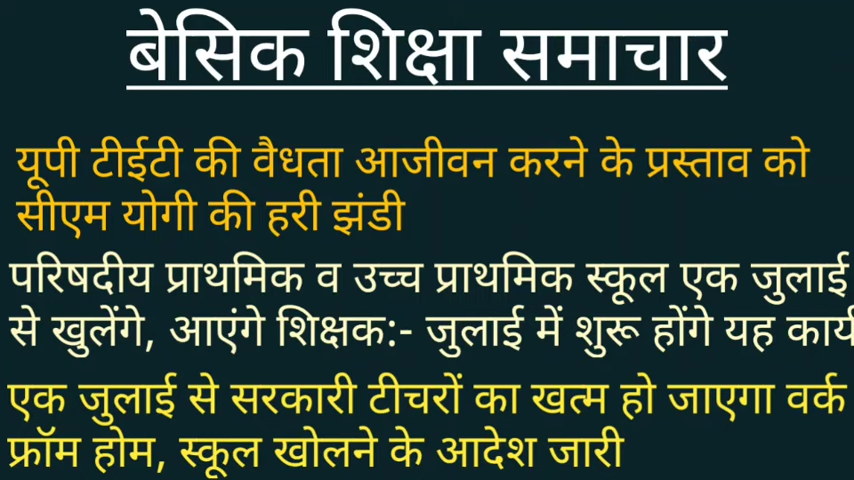 बेसिक शिक्षा समाचार
यूपी टीईटी की वैधता आजीवन करने के प्रस्ताव को
सीएम योगी की हरी झंडी
परिषदीय प्राथमिक व उच्च प्राथमिक स्कूल एक जुलाई
से खुलेंगे, आएंगे शिक्षक:- जुलाई में शुरू होंगे यह कार्य
एक जुलाई से सरकारी टीचरों का खत्म हो जाएगा वर्क
फ्रॉम होम, स्कूल खोलने के आदेश जारी